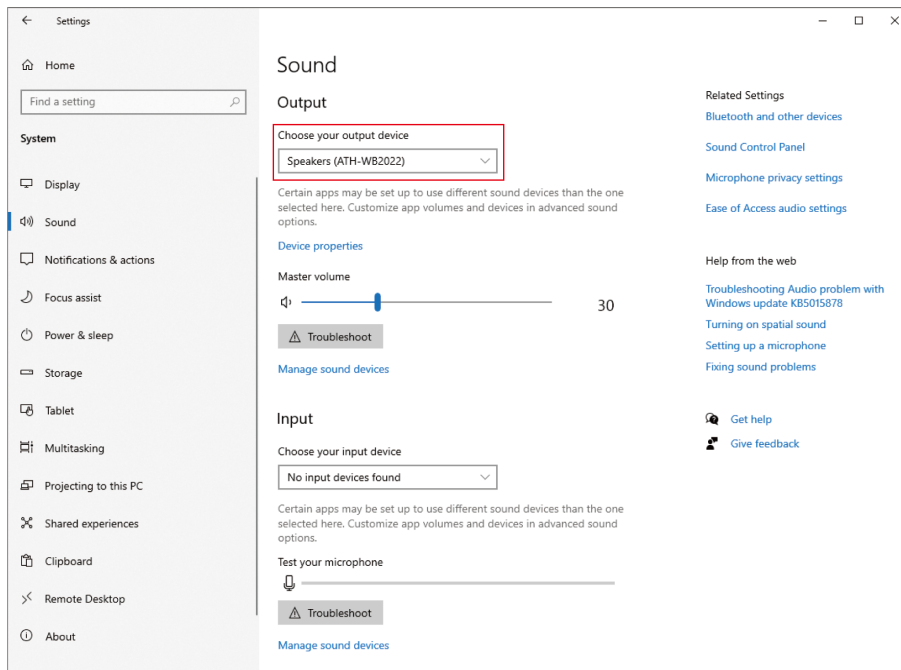 Settings
Home
Find a setting
System
Display
Sound
Notifications & actions
Focus assist
Power & sleep
Storage
Tablet
Multitasking
Projecting to this PC
Shared experiences
Clipboard
Remote Desktop
About
Sound
Output
Choose your output device
Speakers (ATH-WB2022)
Certain apps may be set up to use different sound devices than the one
selected here. Customize app volumes and devices in advanced sound
options.
Device properties
Master volume
30
Troubleshoot
Manage sound devices
Input
Choose your input device
No input devices found
Certain apps may be set up to use different sound devices than the one
selected here. Customize app volumes and devices in advanced sound
options.
Test your microphone
Troubleshoot
Manage sound devices
Related Settings
Bluetooth and other devices
Sound Control Panel
Microphone privacy settings
Ease of Access audio settings
Help from the web
Troubleshooting Audio problem with
Windows update KB5015878
Turning on spatial sound
Setting up a microphone
Fixing sound problems
Get help
Give feedback